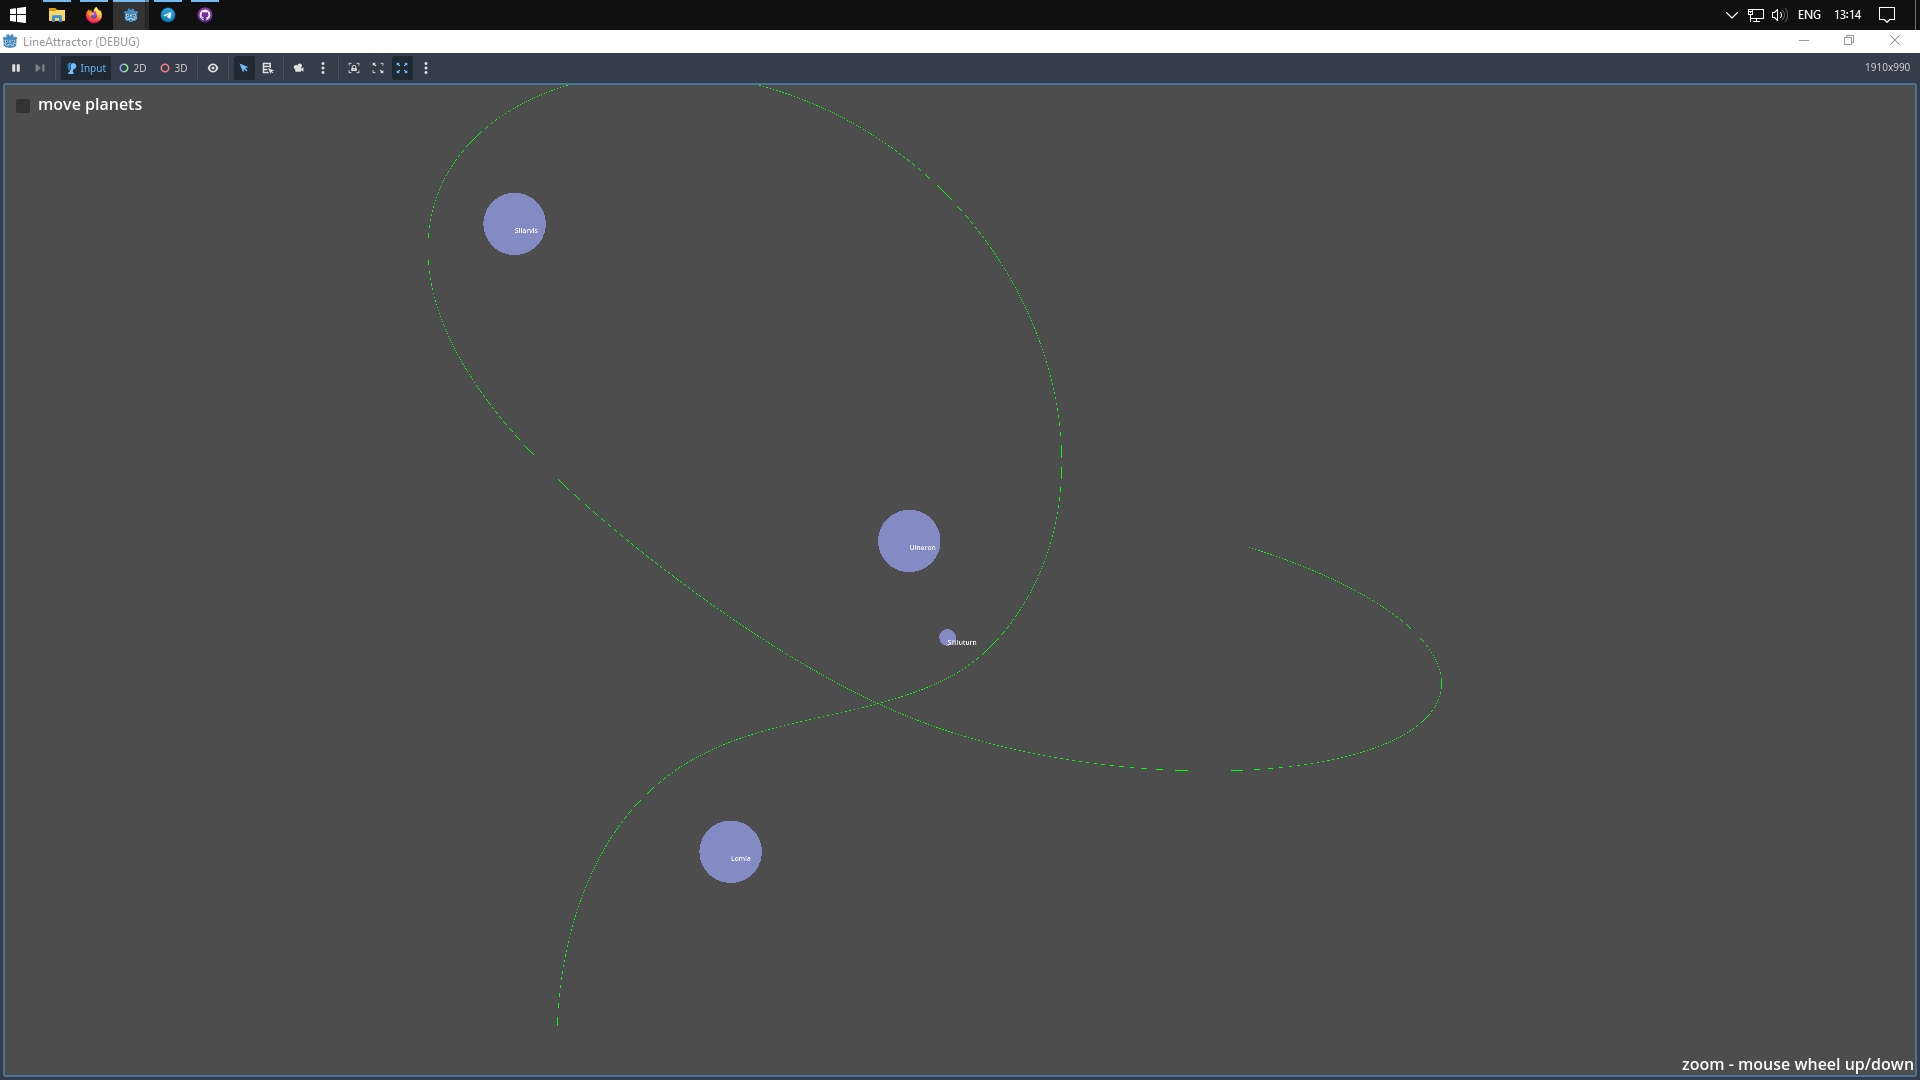 ENG
13:14
LineAttractor (DEBUG)
Input
2D
3D
1910x990
move planets
Silarvis
Ulneron
Lomia
zoom - mouse wheel up/down